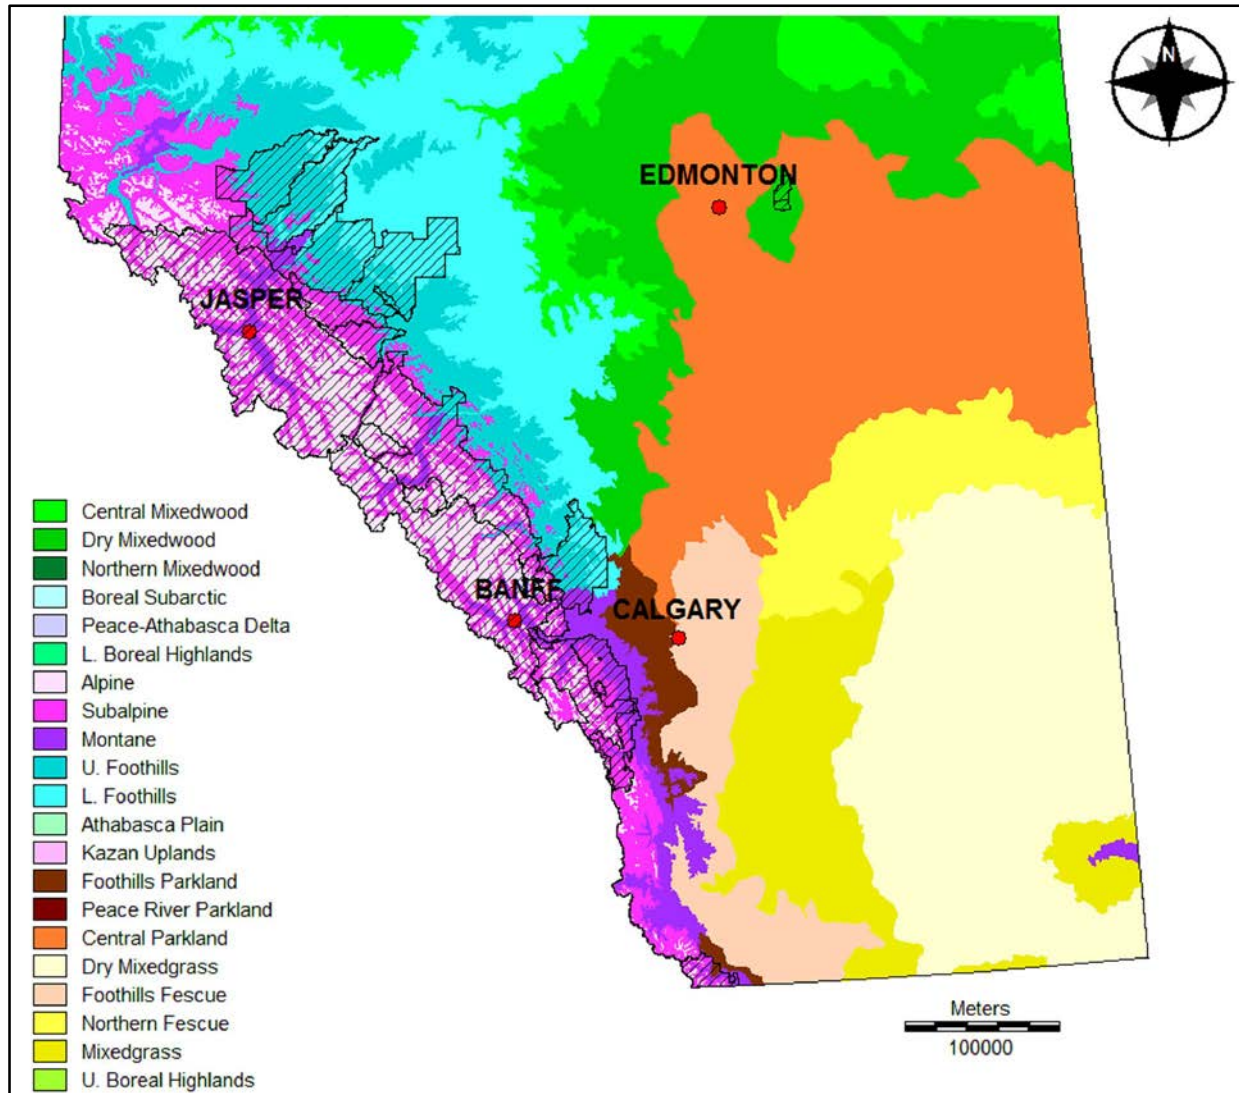 N
EDMONTON
JASPER
BANFF
CALGARY
Central Mixedwood
Dry Mixedwood
Northern Mixedwood
Boreal Subarctic
Peace-Athabasca Delta
L. Boreal Highlands
Alpine
Subalpine
Montane
U. Foothills
L. Foothills
Athabasca Plain
Kazan Uplands
Foothills Parkland
Peace River Parkland
Central Parkland
Dry Mixedgrass
Foothills Fescue
Northern Fescue
Mixedgrass
U. Boreal Highlands
Meters
100000